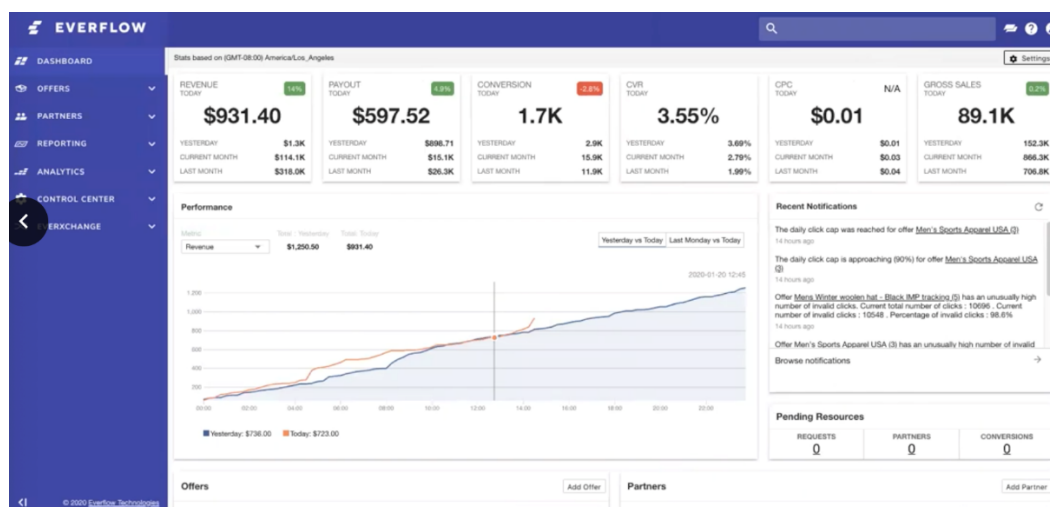 EVERFLOW
DASHBOARD
OFFERS
PARTNERS
REPORTING
ANALYTICS
CONTROL CENTER
EVERXCHANGE
© 2020 Everflow Technologies
Stats based on (GMT-08:00) America/Los_Angeles
Settings
REVENUE
TODAY
14%
$931.40
YESTERDAY $1.3K
CURRENT MONTH $114.1K
LAST MONTH $318.0K
PAYOUT
TODAY
4.9%
$597.52
YESTERDAY $898.71
CURRENT MONTH $15.1K
LAST MONTH $26.3K
CONVERSION
TODAY
-2.8%
1.7K
YESTERDAY 2.9K
CURRENT MONTH 15.9K
LAST MONTH 11.9K
CVR
TODAY
3.55%
YESTERDAY 3.69%
CURRENT MONTH 2.79%
LAST MONTH 1.99%
CPC
TODAY
N/A
$0.01
YESTERDAY $0.01
CURRENT MONTH $0.03
LAST MONTH $0.04
GROSS SALES
TODAY
0.2%
89.1K
YESTERDAY 152.3K
CURRENT MONTH 866.3K
LAST MONTH 706.8K
Performance
Metric
Revenue
Total: Yesterday
$1,250.50
Total: Today
$931.40
Yesterday vs Today
Last Monday vs Today
2020-01-20 12:45
1,200
1,000
800
600
400
200
00:00 02:00 04:00 06:00 08:00 10:00 12:00 14:00 16:00 18:00 20:00 22:00
Yesterday: $736.00 Today: $723.00
Recent Notifications
The daily click cap was reached for offer Men's Sports Apparel USA (3)
14 hours ago
The daily click cap is approaching (90%) for offer Men's Sports Apparel USA
(3)
14 hours ago
Offer Mens Winter woolen hat - Black IMP tracking (5) has an unusually high
number of invalid clicks. Current total number of clicks : 10696 . Current
number of invalid clicks : 10548 . Percentage of invalid clicks : 98.6%
14 hours ago
Offer Men's Sports Apparel USA (3) has an unusually high number of invalid
Browse notifications
Pending Resources
REQUESTS
0
PARTNERS
0
CONVERSIONS
0
Offers
Add Offer
Partners
Add Partner